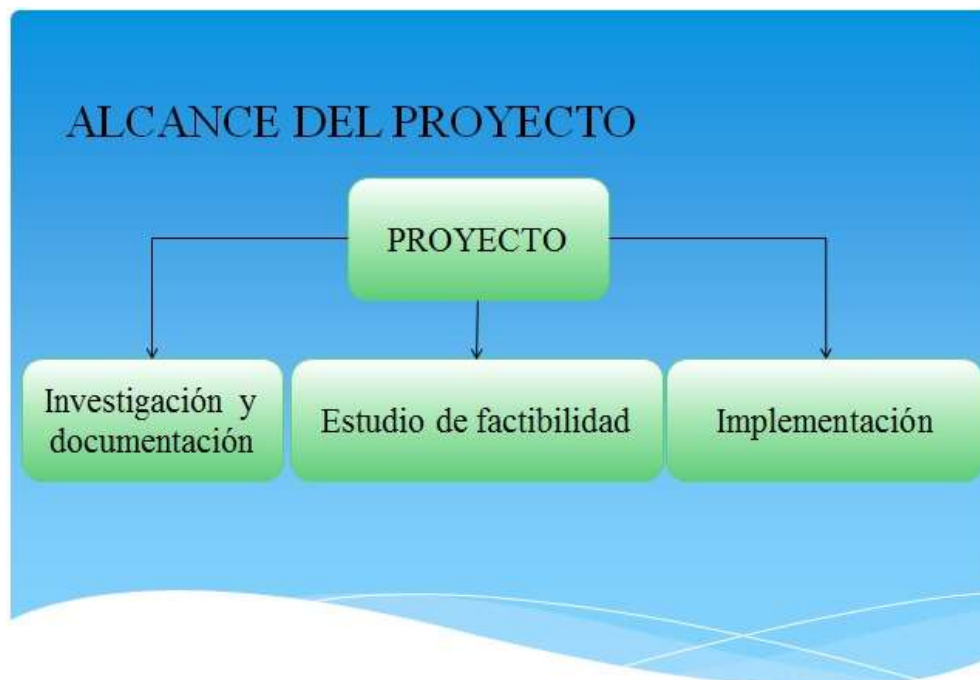 ALCANCE DEL PROYECTO
PROYECTO
Investigación y
documentación
Estudio de factibilidad
Implementación